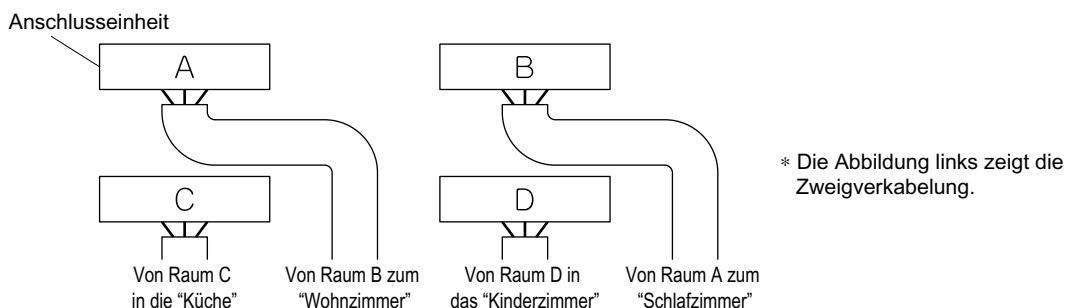 Anschlusseinheit
A
B
C
D
∗ Die Abbildung links zeigt die
Zweigverkabelung.
Von Raum C
in die “Küche”
Von Raum B zum
“Wohnzimmer”
Von Raum D in
das “Kinderzimmer”
Von Raum A zum
“Schlafzimmer”